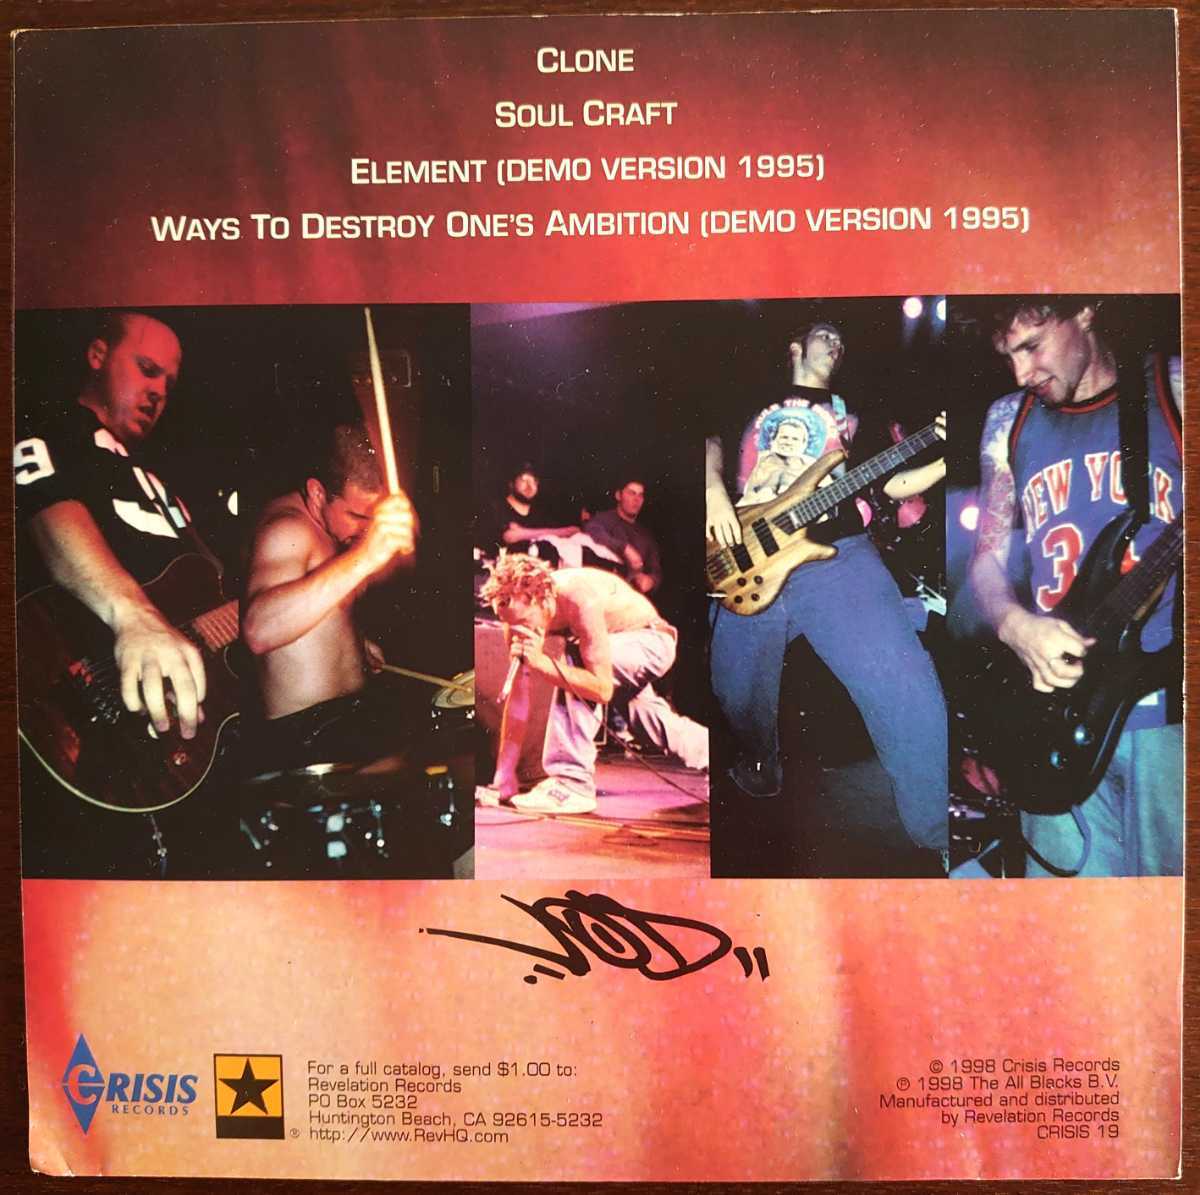 CLONE
SOUL CRAFT
ELEMENT (DEMO VERSION 1995)
WAYS TO DESTROY ONE'S AMBITION (DEMO VERSION 1995)
9
NEW YORK
3
CRISIS
RECORDS
For a full catalog, send $1.00 to:
Revelation Records
PO Box 5232
Huntington Beach, CA 92615-5232
® http://www.RevHQ.com
© 1998 Crisis Records
℗ 1998 The All Blacks B.V.
Manufactured and distributed
by Revelation Records
CRISIS 19